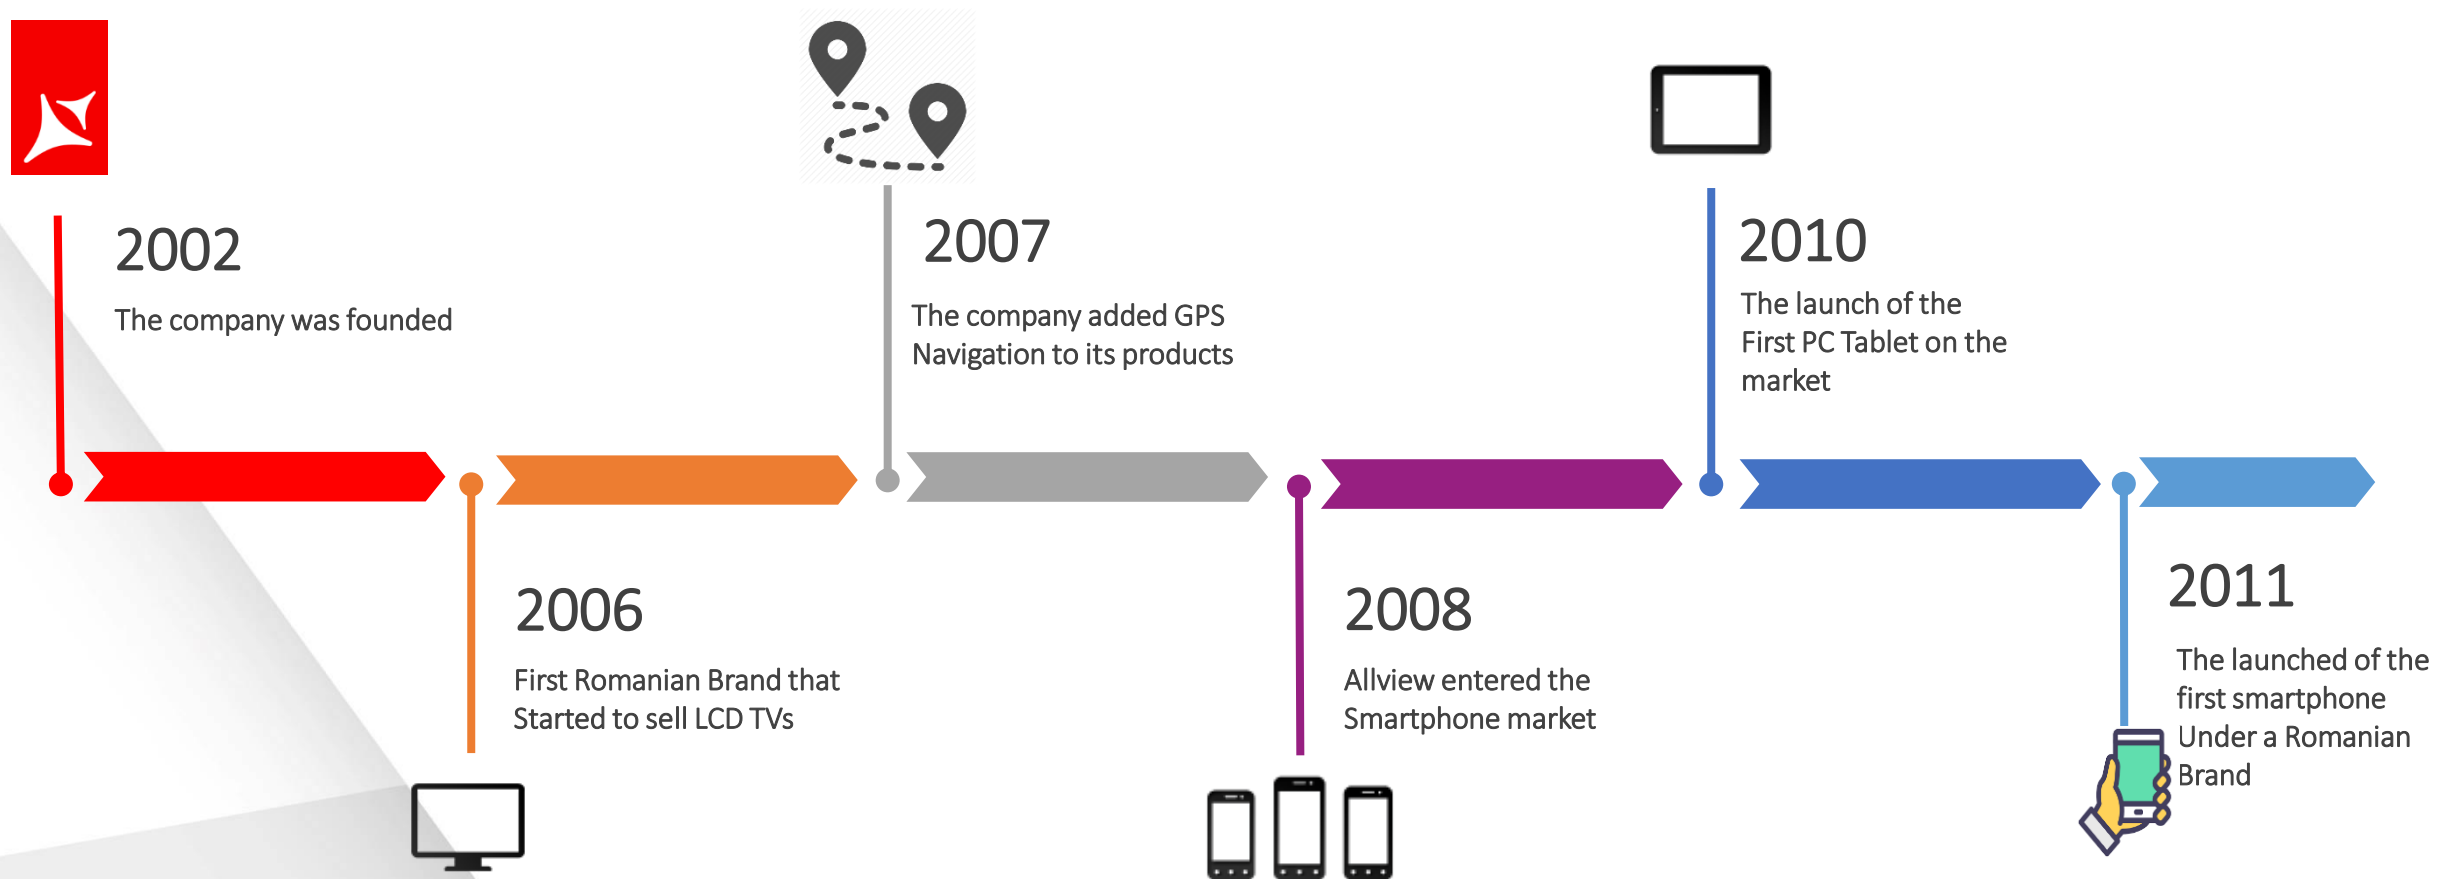 2002
The company was founded
2006
First Romanian Brand that
Started to sell LCD TVs
2007
The company added GPS
Navigation to its products
2008
Allview entered the
Smartphone market
2010
The launch of the
First PC Tablet on the
market
2011
The launched of the
first smartphone
Under a Romanian
Brand